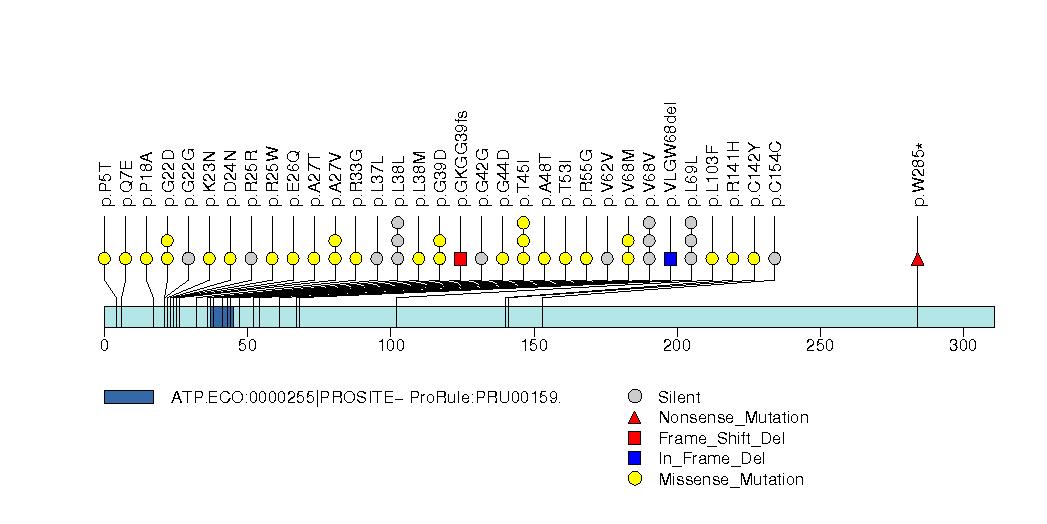 p.P5T
p.Q7E
p.P18A
p.G22D
p.G22G
p.K23N
p.D24N
p.R25R
p.R25W
p.E26Q
p.A27T
p.A27V
p.R33G
p.L37L
p.L38L
p.L38M
p.G39D
p.GKGG39fs
p.G42G
p.G44D
p.T45I
p.A48T
p.T53I
p.R55G
p.V62V
p.V68M
p.V68V
p.VLGW68del
p.L69L
p.L103F
p.R141H
p.C142Y
p.C154C
p.W285*
0 50 100 150 200 250 300
ATP.ECO:0000255|PROSITE− ProRule:PRU00159.
Silent
Nonsense_Mutation
Frame_Shift_Del
In_Frame_Del
Missense_Mutation